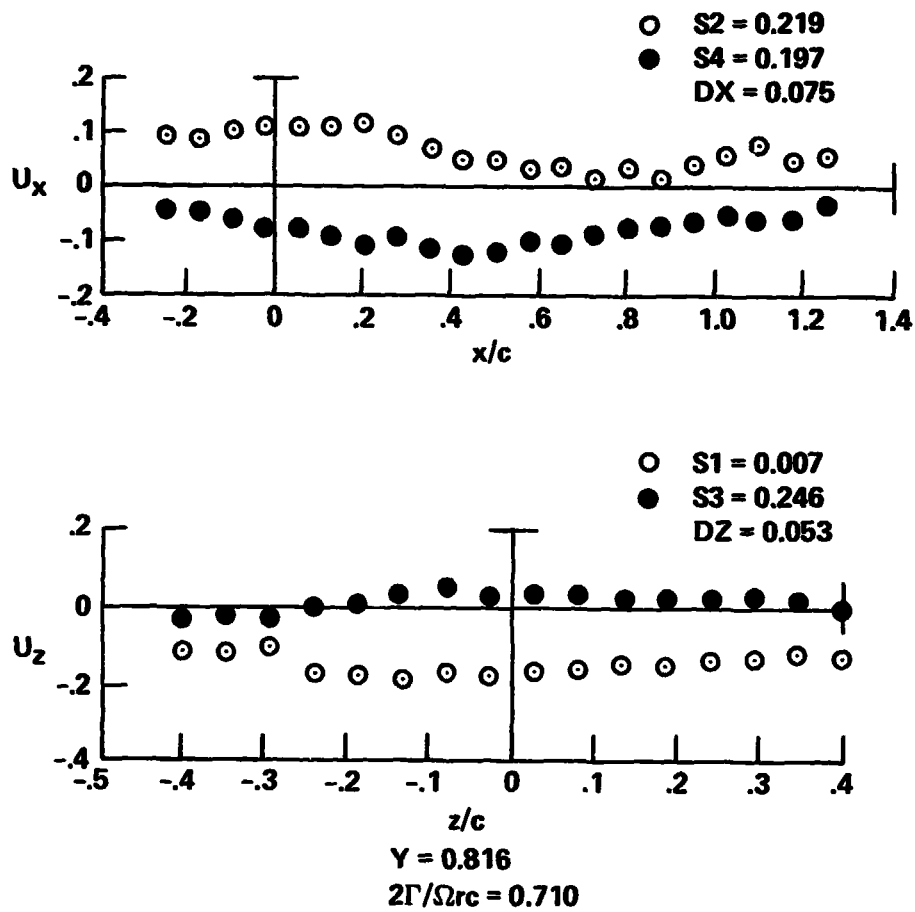 S2 = 0.219
S4 = 0.197
DX = 0.075
.2
.1
Ux
0
-.1
-.2
-.4 -.2 0 .2 .4 .6 .8 1.0 1.2 1.4
x/c
S1 = 0.007
S3 = 0.246
DZ = 0.053
.2
0
Uz
-.2
-.4
-.5 -.4 -.3 -.2 -.1 0 .1 .2 .3 .4
z/c
Y = 0.816
2Γ/Ωrc = 0.710